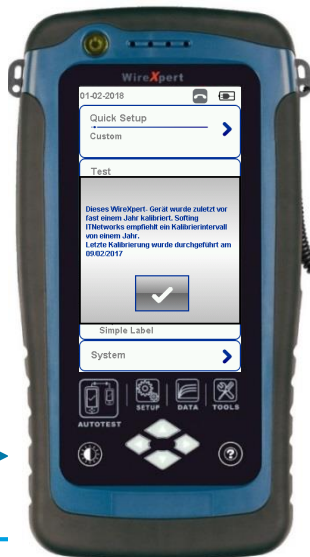 WireXpert
01-02-2018
Quick Setup
Custom
Test
Dieses WireXpert- Gerät wurde zuletzt vor
fast einem Jahr kalibriert. Softing
ITNetworks empfiehlt ein Kalibrierintervall
von einem Jahr.
Letzte Kalibrierung wurde durchgeführt am
09/02/2017
Simple Label
System
AUTOTEST
SETUP
DATA
TOOLS
?